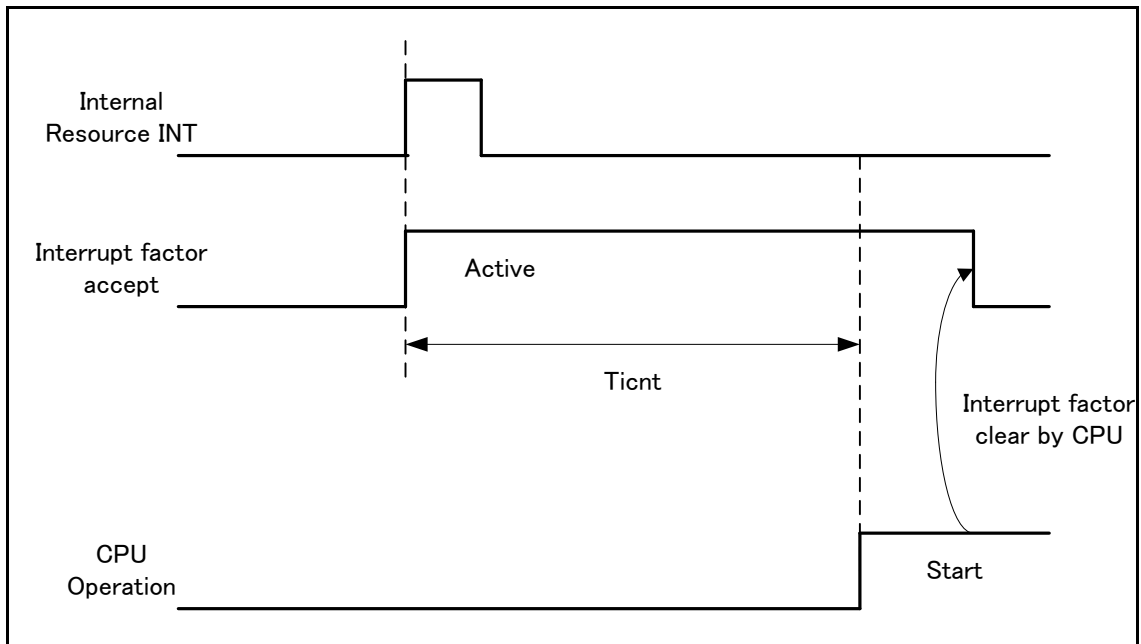 Internal
Resource INT
Interrupt factor
accept
Active
Ticnt
Interrupt factor
clear by CPU
CPU
Operation
Start